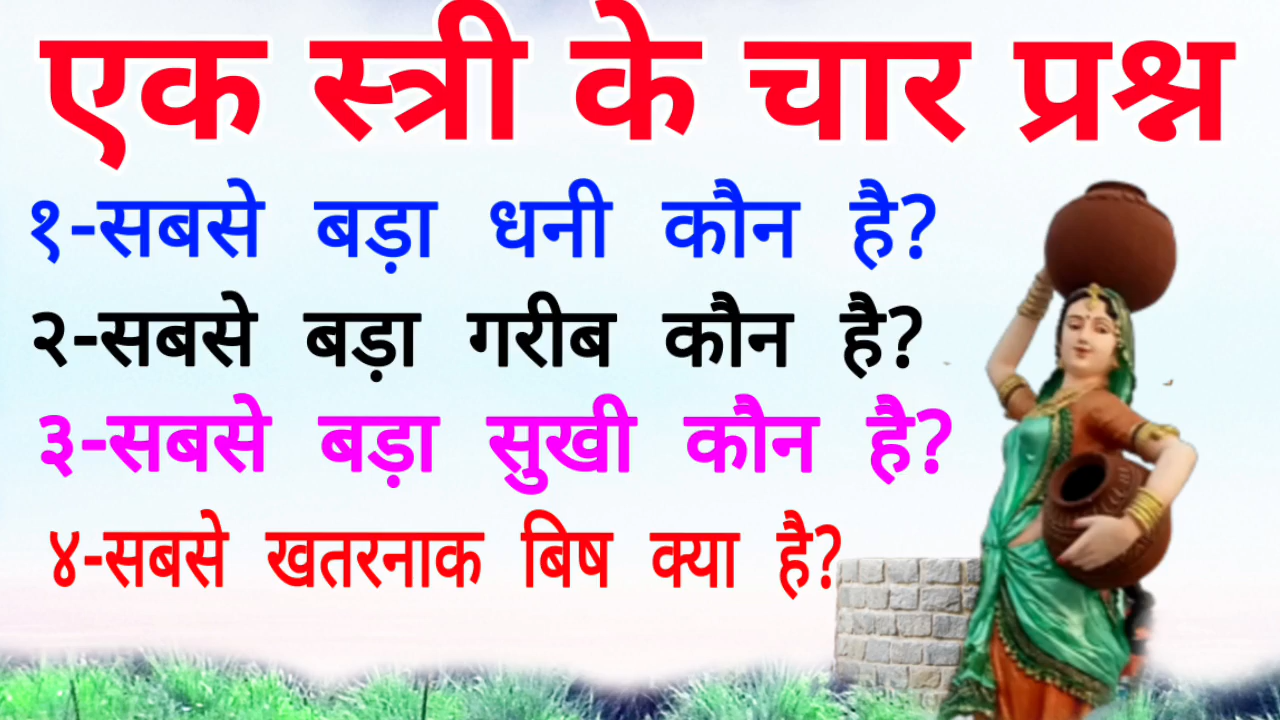 एक स्त्री के चार प्रश्न
१-सबसे बड़ा धनी कौन है?
२-सबसे बड़ा गरीब कौन है?
३-सबसे बड़ा सुखी कौन है?
४-सबसे खतरनाक बिष क्या है?